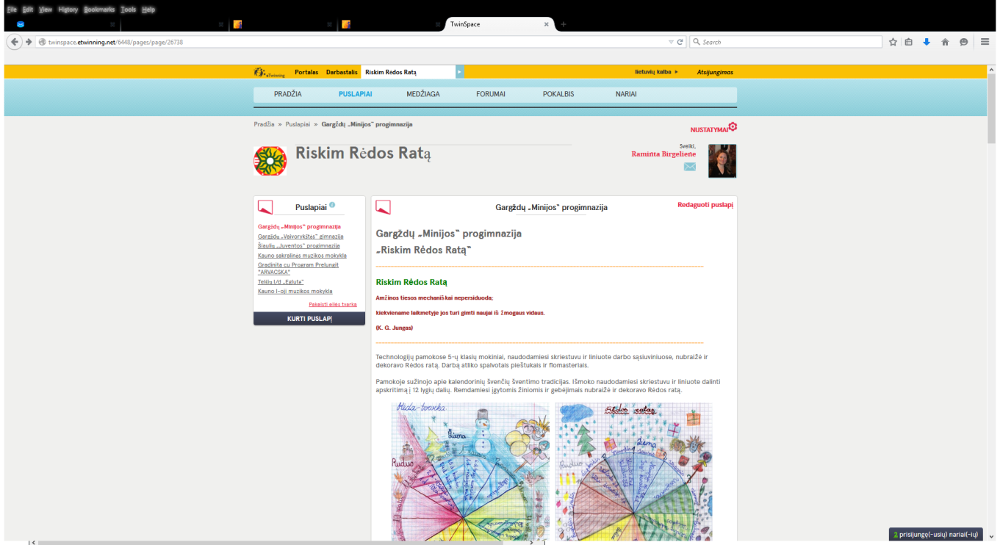 File Edit View History Bookmarks Tools Help
TwinSpace
twinspace.etwinning.net/6448/pages/page/26738
Search
eTwinning Portalas Darbastalis Riskim Rėdos Ratą lietuvių kalba Atsijungimas
PRADŽIA PUSLAPIAI MEDŽIAGA FORUMAI POKALBIS NARIAI
Pradžia » Puslapiai » Gargždų „Minijos“ progimnazija
NUSTATYMAI
Riskim Rėdos Ratą
Sveiki,
Raminta Birgelienė
Puslapiai
Gargždų „Minijos“ progimnazija
Gargždų „Vaivorykštės“ gimnazija
Šiaulių „Juventos“ progimnazija
Kauno sakralinės muzikos mokykla
Gradinita cu Program Prelungit
"ARVACSKA"
Telšių l/d „Eglutė“
Kauno I-oji muzikos mokykla
Pakeisti eilės tvarką
KURTI PUSLAPĮ
Gargždų „Minijos“ progimnazija
Redaguoti puslapį
Gargždų „Minijos“ progimnazija
„Riskim Rėdos Ratą“
Riskim Rėdos Ratą
Amžinos tiesos mechaniškai nepersiduoda;
kiekviename laikmetyje jos turi gimti naujai iš žmogaus vidaus.
(K. G. Jungas)
Technologijų pamokose 5-ų klasių mokiniai, naudodamiesi skriestuvu ir liniuote darbo sąsiuviniuose, nubraižė ir
dekoravo Rėdos ratą. Darbą atliko spalvotais pieštukais ir flomasteriais.
Pamokoje sužinojo apie kalendorinių švenčių šventimo tradicijas. Išmoko naudodamiesi skriestuvu ir liniuote dalinti
apskritimą į 12 lygių dalių. Remdamiesi įgytomis žiniomis ir gebėjimais nubraižė ir dekoravo Rėdos ratą.
Žiema
Ruduo
Rėdos ratas
Žiema
Ruduo
2 prisijungę(-usių) nariai(-ių)